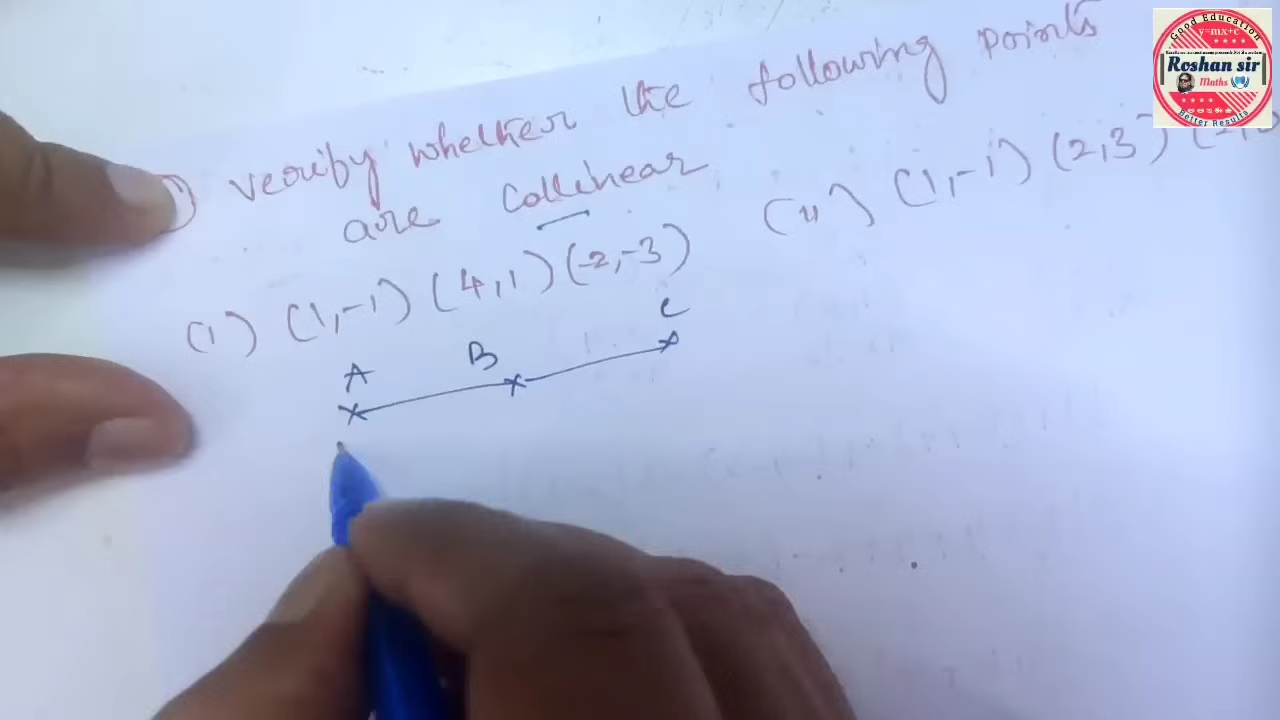 1) verify whether the following points
are collinear
(i) (1,-1) (4,1) (-2,-3) (ii) (1,-1) (2,3)
A B C
Good Education
y=mx+c
Roshan sir
Maths
Better Results